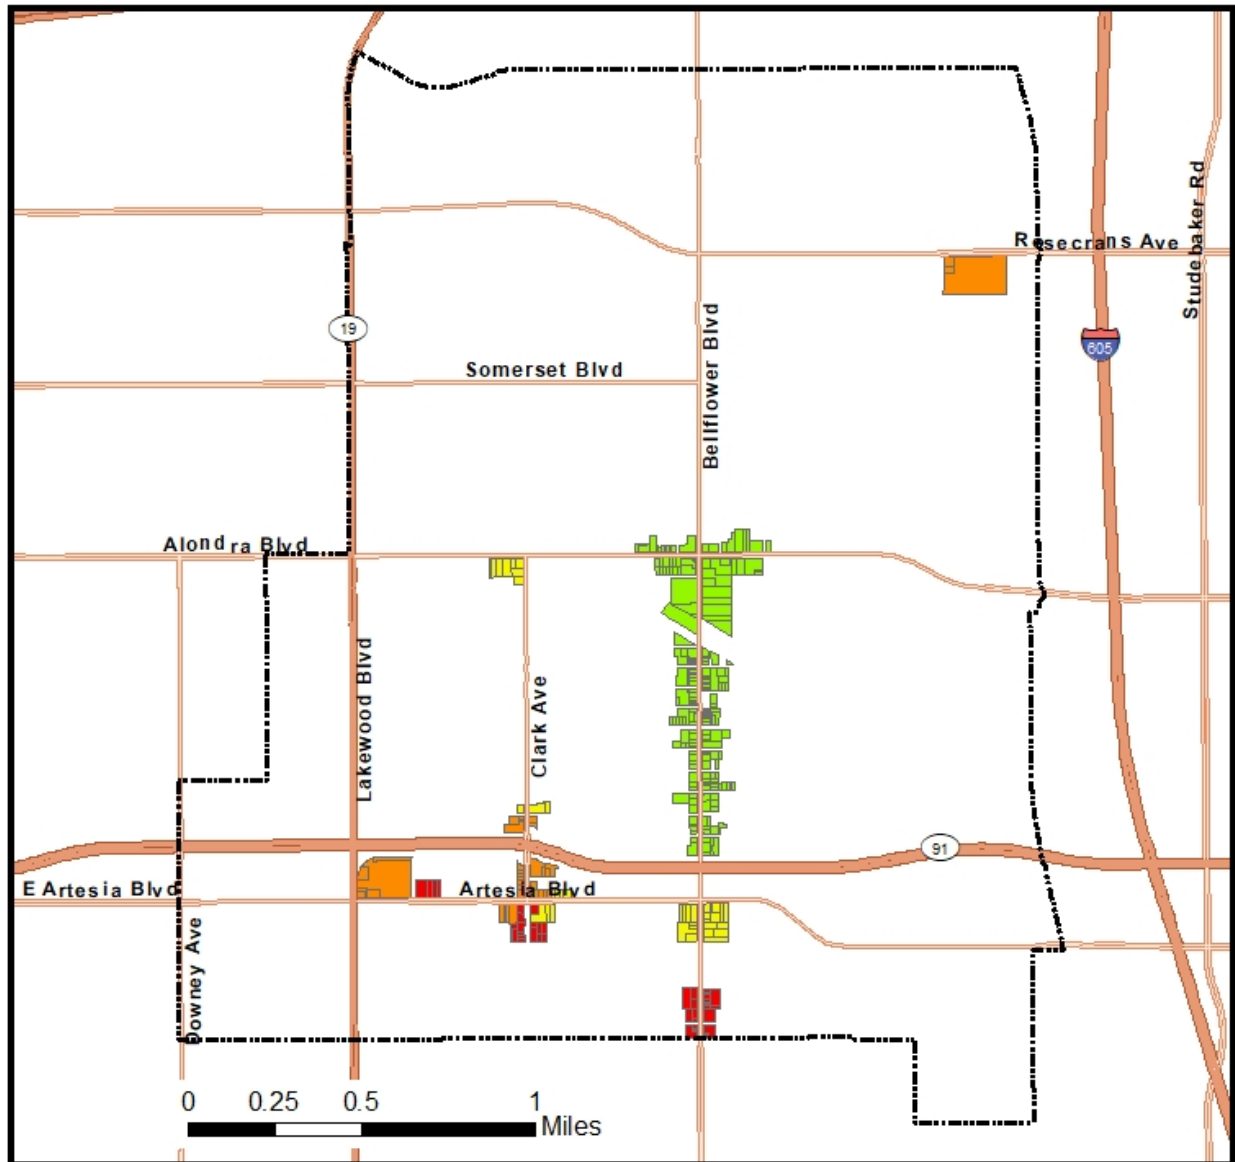 Rosecrans Ave
Studebaker Rd
19
605
Bellflower Blvd
Somerset Blvd
Alondra Blvd
Lakewood Blvd
Clark Ave
91
E Artesia Blvd
Artesia Blvd
Downey Ave
0 0.25 0.5 1
Miles